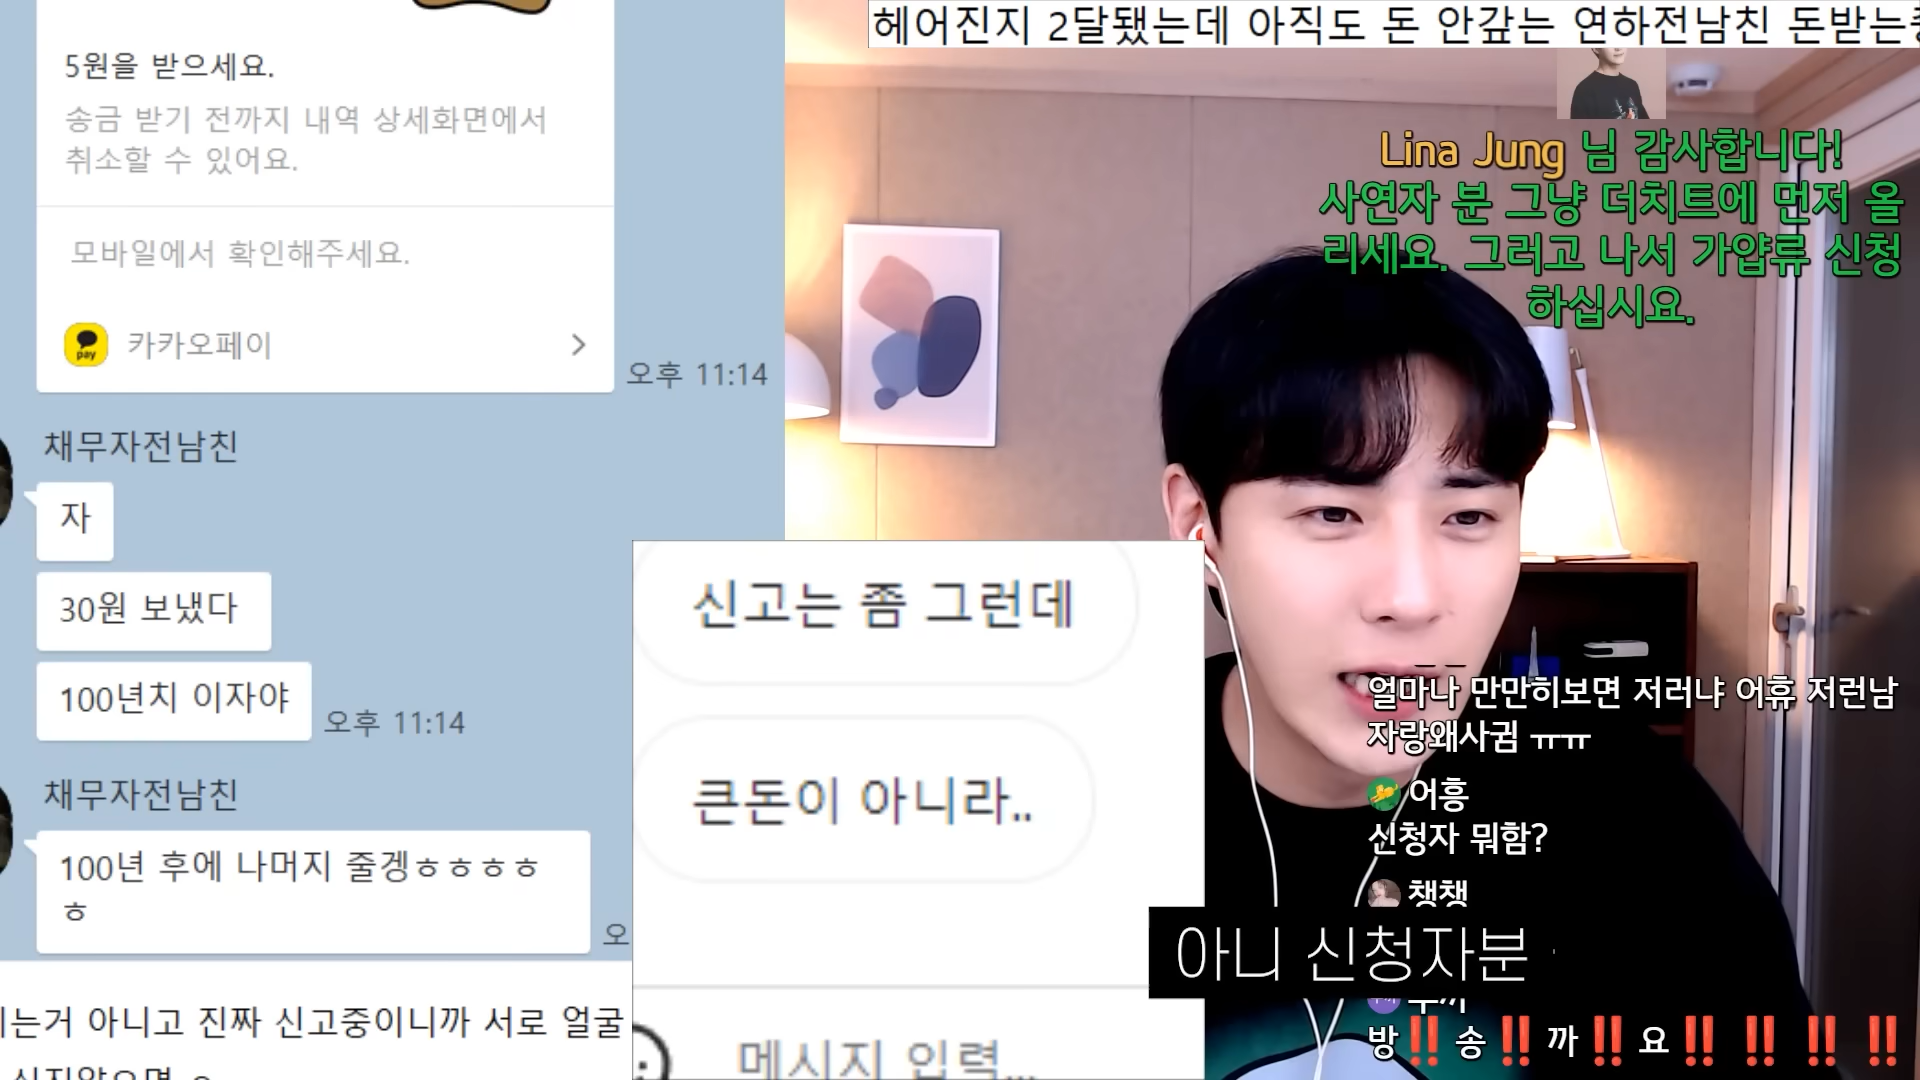 헤어진지 2달됐는데 아직도 돈 안갚는 연하전남친 돈받는
5원을 받으세요.
송금 받기 전까지 내역 상세화면에서
취소할 수 있어요.
모바일에서 확인해주세요.
pay
카카오페이
오후 11:14
채무자전남친
자
30원 보냈다
100년치 이자야
오후 11:14
채무자전남친
100년 후에 나머지 줄겡ㅎㅎㅎㅎ
ㅎ
오
는거 아니고 진짜 신고중이니까 서로 얼굴
신고는 좀 그런데
큰돈이 아니라..
메시지 입력...
Lina Jung 님 감사합니다!
사연자 분 그냥 더치트에 먼저 올
리세요. 그러고 나서 가얍류 신청
하십시요.
얼마나 만만히보면 저러냐 어휴 저런남
자랑왜사귐 ㅠㅠ
어흥
신청자 뭐함?
챙챙
아니 신청자분
방‼️송‼️까‼️요‼️‼️‼️‼️